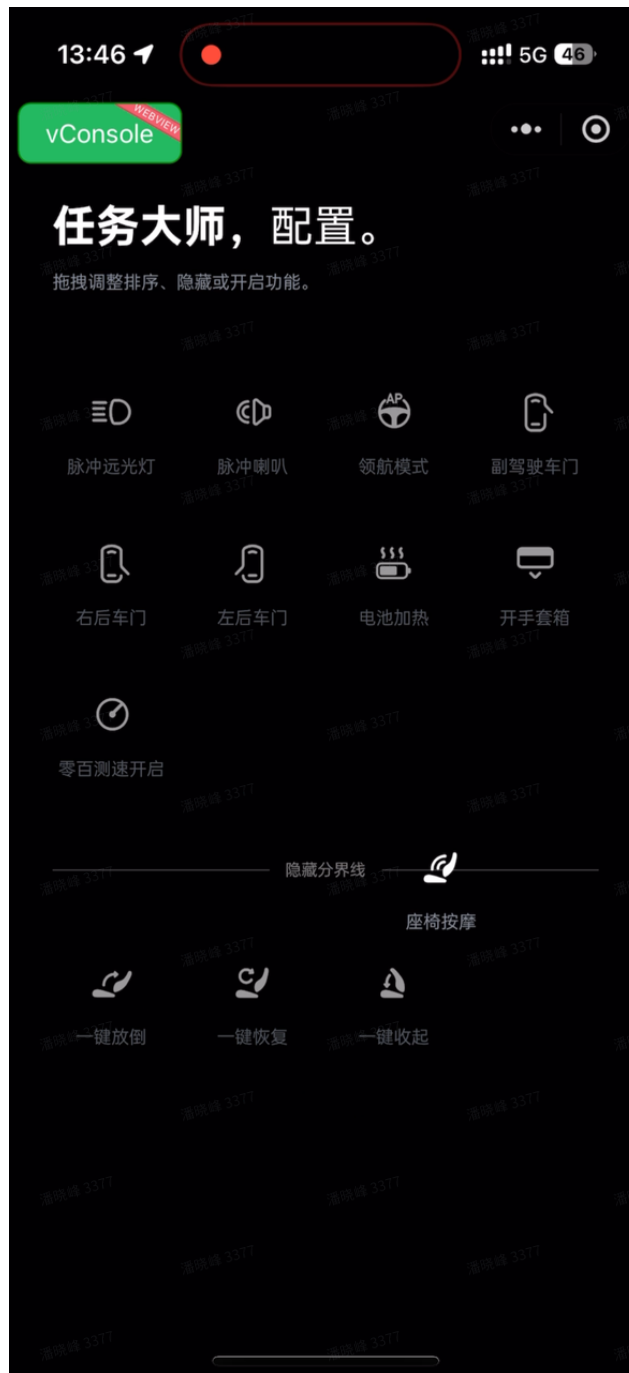 13:46 5G 46
vConsole WEBVIEW
任务大师，配置。
拖拽调整排序、隐藏或开启功能。
脉冲远光灯 脉冲喇叭 AP 领航模式 副驾驶车门
右后车门 左后车门 电池加热 开手套箱
零百测速开启
隐藏分界线
座椅按摩
一键放倒 一键恢复 一键收起
潘晓峰 3377